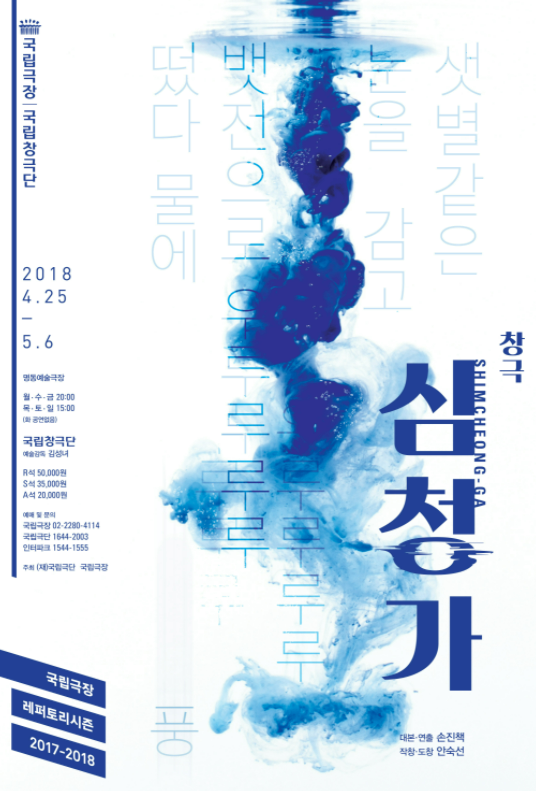 국립극장
국립창극단
2018
4.25
–
5.6
명동예술극장
월·수·금 20:00
목·토·일 15:00
(화 공연없음)
국립창극단
예술감독 김성녀
R석 50,000원
S석 35,000원
A석 20,000원
예매 및 문의
국립극장 02-2280-4114
국립극단 1644-2003
인터파크 1544-1555
주최 (재)국립극단 국립극장
국립극장
레퍼토리시즌
2017-2018
샛별같은
눈을 감고
뱃전으로 우루루루루
루루루루
떴다 물에
풍
창극
심청가
SHIMCHEONG-GA
대본·연출 손진책
작창·도창 안숙선